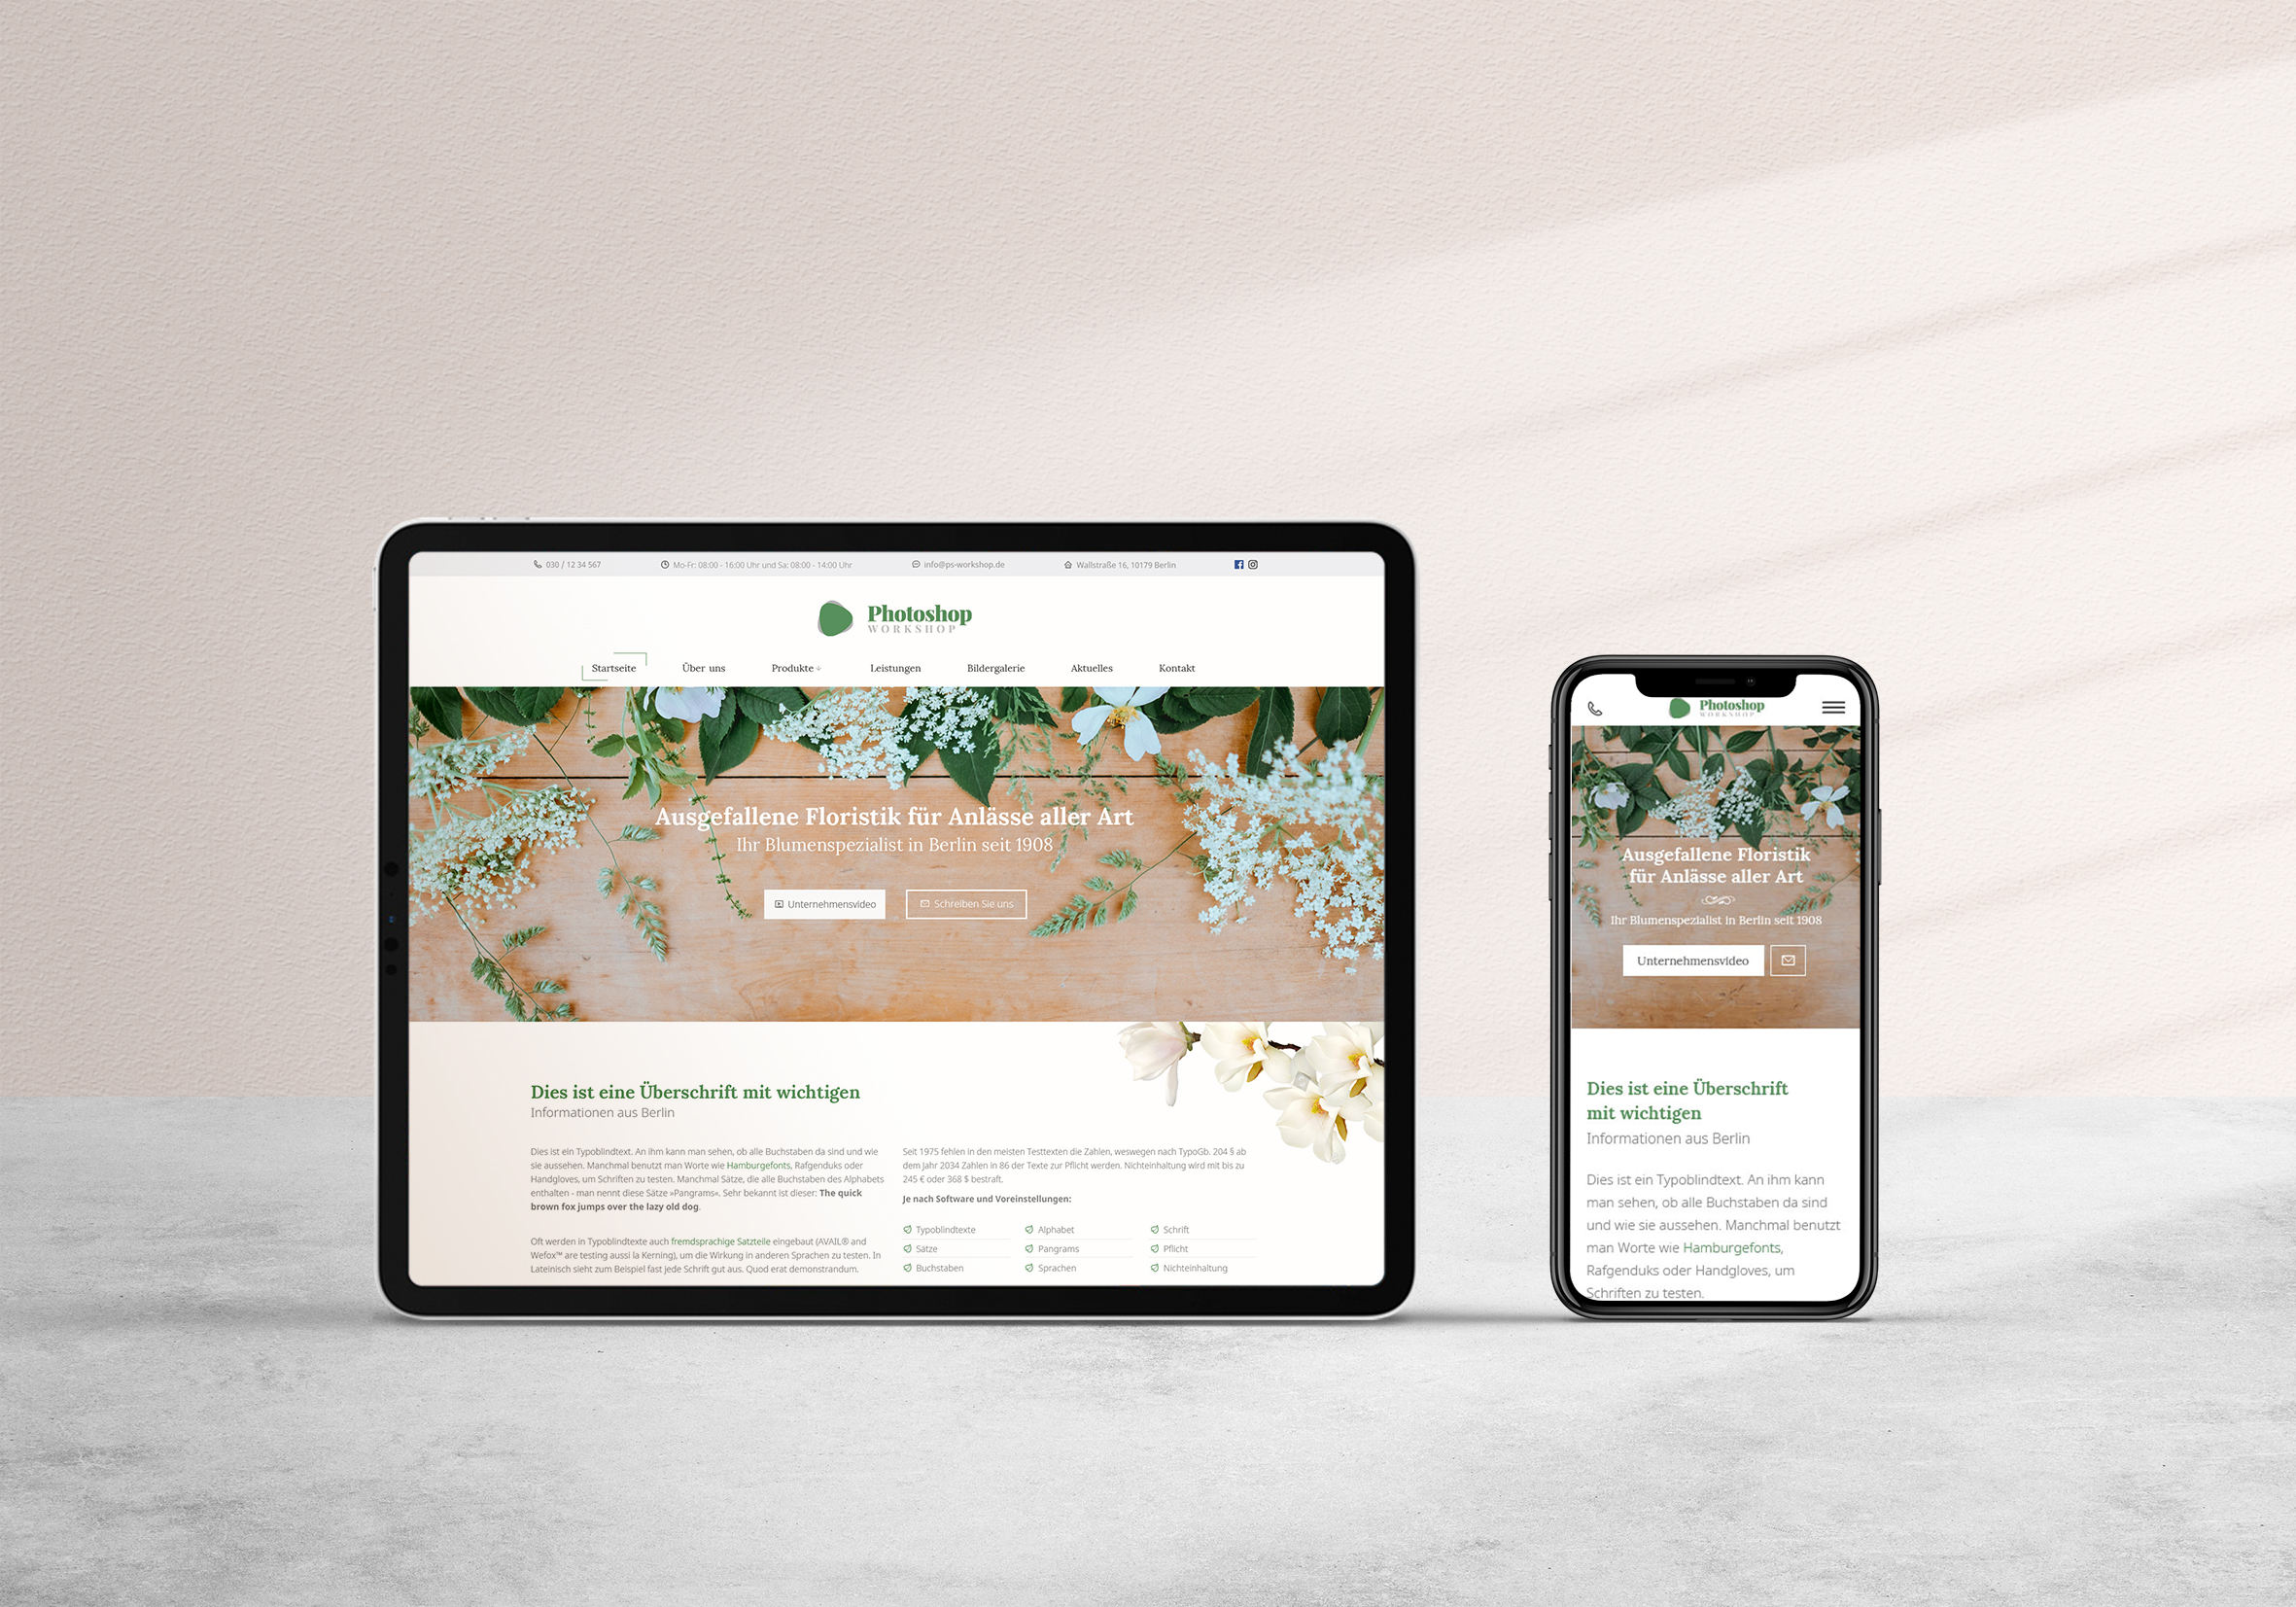 030 / 12 34 567
Mo-Fr: 08:00 - 16:00 Uhr und Sa: 08:00 - 14:00 Uhr
info@ps-workshop.de
Wallstraße 16, 10179 Berlin
Photoshop
WORKSHOP
Startseite
Über uns
Produkte
Leistungen
Bildergalerie
Aktuelles
Kontakt
Ausgefallene Floristik für Anlässe aller Art
Ihr Blumenspezialist in Berlin seit 1908
Unternehmensvideo
Schreiben Sie uns
Dies ist eine Überschrift mit wichtigen
Informationen aus Berlin
Dies ist ein Typoblindtext. An ihm kann man sehen, ob alle Buchstaben da sind und wie
sie aussehen. Manchmal benutzt man Worte wie Hamburgefonts, Rafgenduks oder
Handgloves, um Schriften zu testen. Manchmal Sätze, die alle Buchstaben des Alphabets
enthalten - man nennt diese Sätze »Pangrams«. Sehr bekannt ist dieser: The quick
brown fox jumps over the lazy old dog.
Oft werden in Typoblindtexte auch fremdsprachige Satzteile eingebaut (AVAIL® and
Wefox™ are testing aussi la Kerning), um die Wirkung in anderen Sprachen zu testen. In
Lateinisch sieht zum Beispiel fast jede Schrift gut aus. Quod erat demonstrandum.
Seit 1975 fehlen in den meisten Testtexten die Zahlen, weswegen nach TypoGb. 204 § ab
dem Jahr 2034 Zahlen in 86 der Texte zur Pflicht werden. Nichteinhaltung wird mit bis zu
245 € oder 368 $ bestraft.
Je nach Software und Voreinstellungen:
Typoblindtexte
Alphabet
Schrift
Sätze
Pangrams
Pflicht
Buchstaben
Sprachen
Nichteinhaltung
Photoshop
WORKSHOP
Ausgefallene Floristik
für Anlässe aller Art
Ihr Blumenspezialist in Berlin seit 1908
Unternehmensvideo
Dies ist eine Überschrift
mit wichtigen
Informationen aus Berlin
Dies ist ein Typoblindtext. An ihm kann
man sehen, ob alle Buchstaben da sind
und wie sie aussehen. Manchmal benutzt
man Worte wie Hamburgefonts,
Rafgenduks oder Handgloves, um
Schriften zu testen.